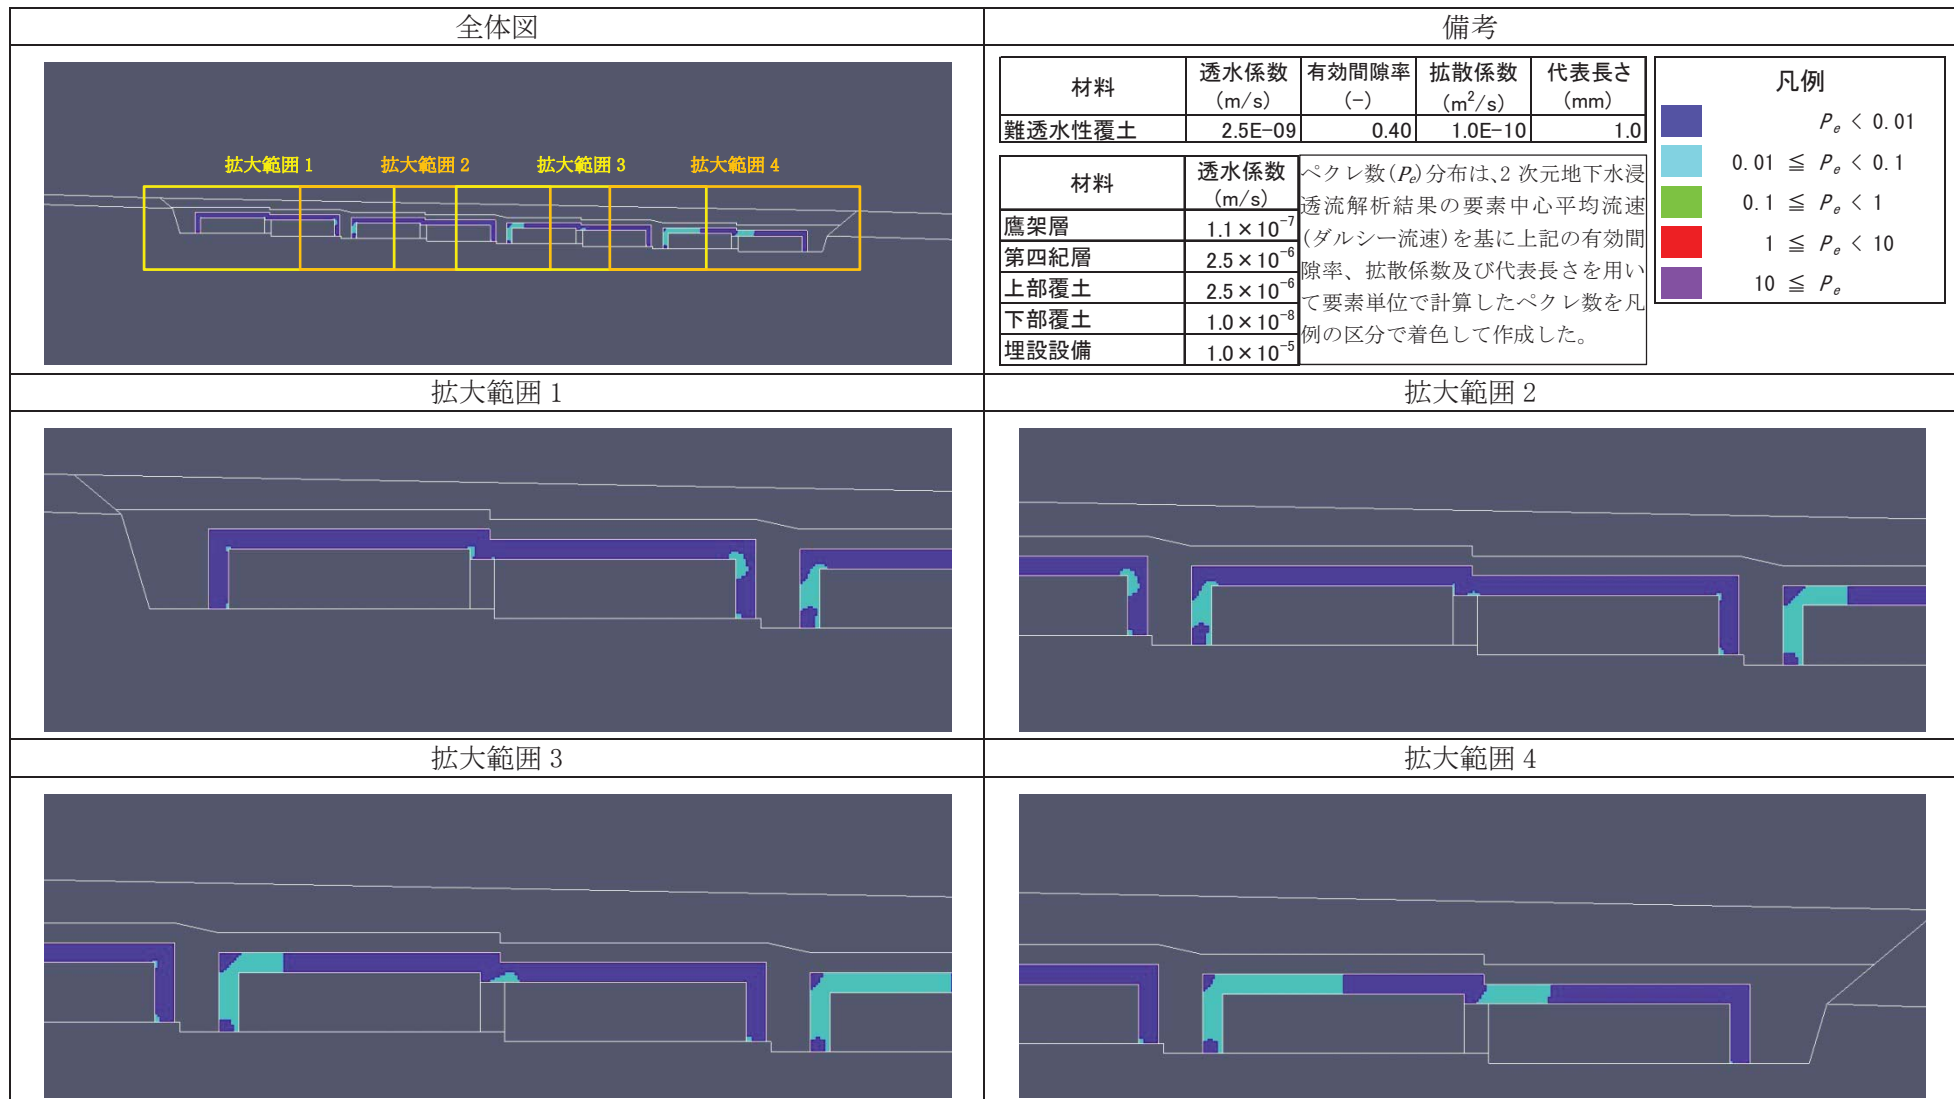 全体図
拡大範囲 1
拡大範囲 2
拡大範囲 3
拡大範囲 4
備考
材料 透水係数 (m/s) 有効間隙率 (-) 拡散係数 (m²/s) 代表長さ (mm)
難透水性覆土 2.5E-09 0.40 1.0E-10 1.0
材料 透水係数 (m/s)
鷹架層 1.1×10⁻⁷
第四紀層 2.5×10⁻⁶
上部覆土 2.5×10⁻⁶
下部覆土 1.0×10⁻⁸
埋設設備 1.0×10⁻⁵
ペクレ数(Pe)分布は、2 次元地下水浸
透流解析結果の要素中心平均流速
(ダルシー流速)を基に上記の有効間
隙率、拡散係数及び代表長さを用い
て要素単位で計算したペクレ数を凡
例の区分で着色して作成した。
凡例
Pe < 0.01
0.01 ≦ Pe < 0.1
0.1 ≦ Pe < 1
1 ≦ Pe < 10
10 ≦ Pe
拡大範囲 1
拡大範囲 2
拡大範囲 3
拡大範囲 4